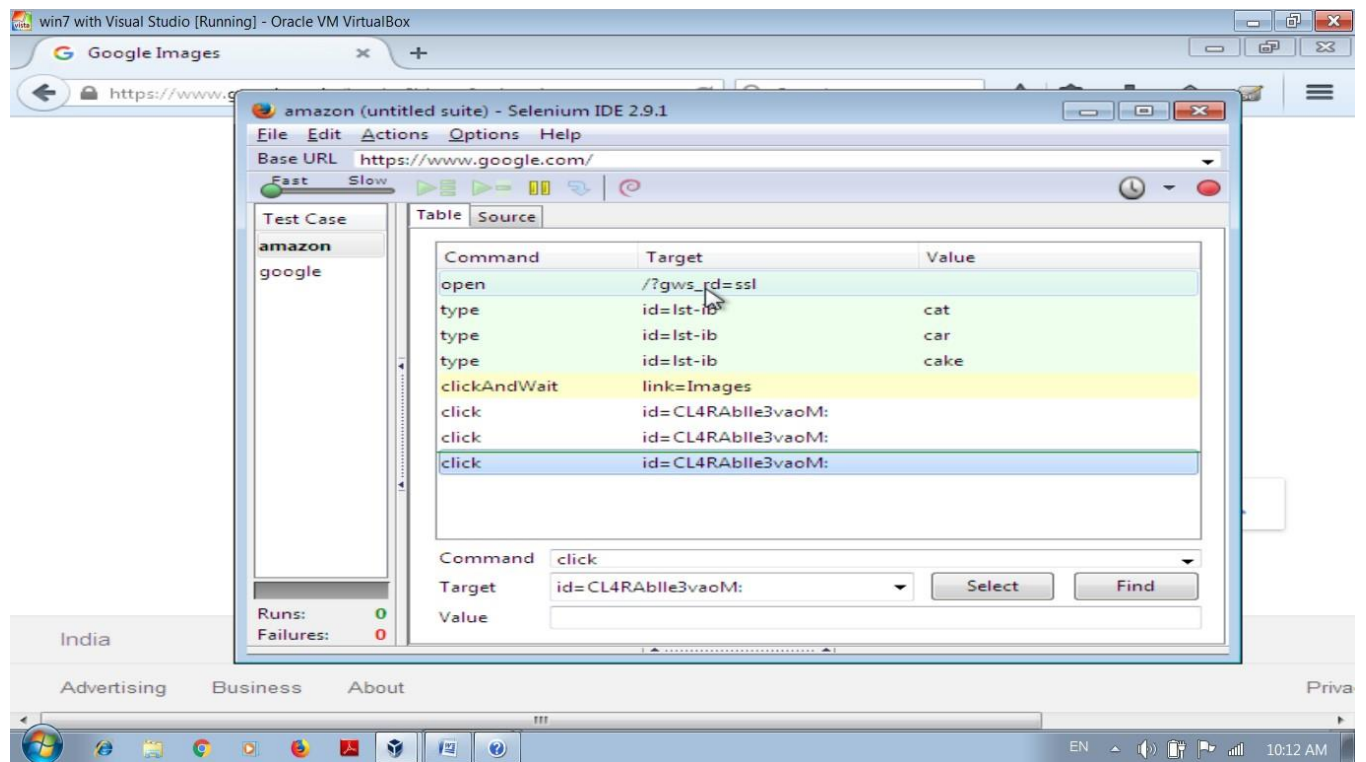 win7 with Visual Studio [Running] - Oracle VM VirtualBox
Google Images
https://www.g
amazon (untitled suite) - Selenium IDE 2.9.1
File Edit Actions Options Help
Base URL https://www.google.com/
Fast Slow
Test Case
Table Source
amazon
google
Command Target Value
open /?gws_rd=ssl
type id=lst-ib cat
type id=lst-ib car
type id=lst-ib cake
clickAndWait link=Images
click id=CL4RAblle3vaoM:
click id=CL4RAblle3vaoM:
click id=CL4RAblle3vaoM:
Command click
Target id=CL4RAblle3vaoM: Select Find
Value
Runs: 0
Failures: 0
India
Advertising Business About Priva
EN 10:12 AM